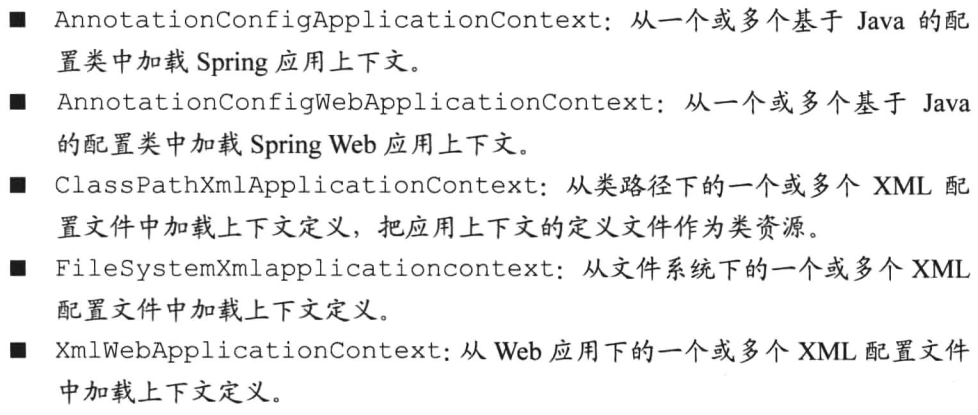 ■ AnnotationConfigApplicationContext：从一个或多个基于 Java 的配
置类中加载 Spring 应用上下文。
■ AnnotationConfigWebApplicationContext：从一个或多个基于 Java
的配置类中加载 Spring Web 应用上下文。
■ ClassPathXmlApplicationContext：从类路径下的一个或多个 XML 配
置文件中加载上下文定义，把应用上下文的定义文件作为类资源。
■ FileSystemXmlapplicationcontext：从文件系统下的一个或多个 XML
配置文件中加载上下文定义。
■ XmlWebApplicationContext：从 Web 应用下的一个或多个 XML 配置文件
中加载上下文定义。